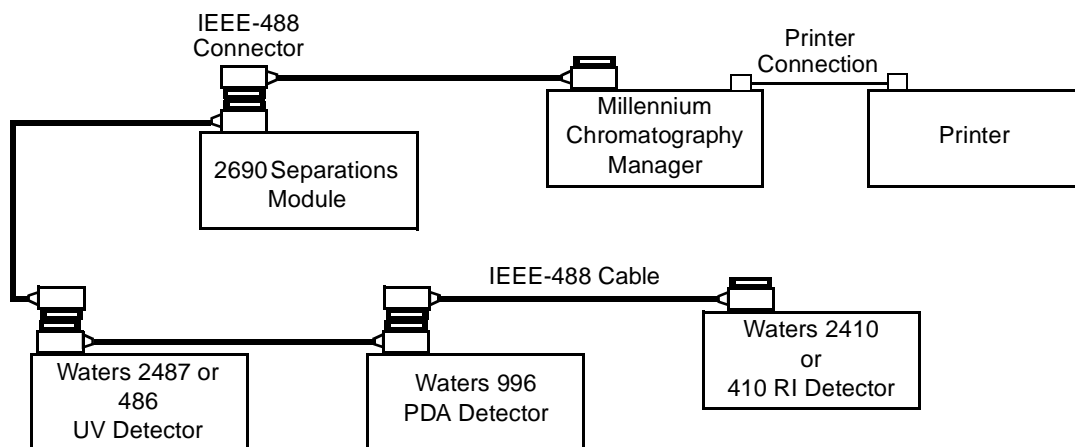 IEEE-488
Connector
Printer
Connection
Millennium
Chromatography
Manager
Printer
2690 Separations
Module
IEEE-488 Cable
Waters 2487 or
486
UV Detector
Waters 996
PDA Detector
Waters 2410
or
410 RI Detector